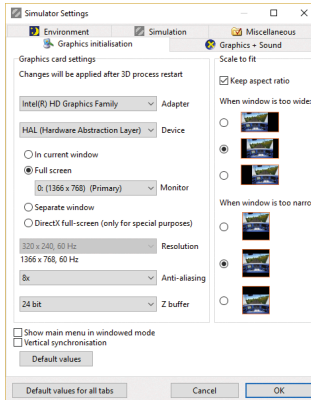 Simulator Settings
Environment
Simulation
Miscellaneous
Graphics initialisation
Graphics + Sound
Graphics card settings
Changes will be applied after 3D process restart
Intel(R) HD Graphics Family
Adapter
HAL (Hardware Abstraction Layer)
Device
In current window
Full screen
0: (1366 x 768) (Primary)
Monitor
Separate window
DirectX full-screen (only for special purposes)
320 x 240, 60 Hz
Resolution
1366 x 768, 60 Hz
8x
Anti-aliasing
24 bit
Z buffer
Scale to fit
Keep aspect ratio
When window is too wide
When window is too narro
Show main menu in windowed mode
Vertical synchronisation
Default values
Default values for all tabs
Cancel
OK